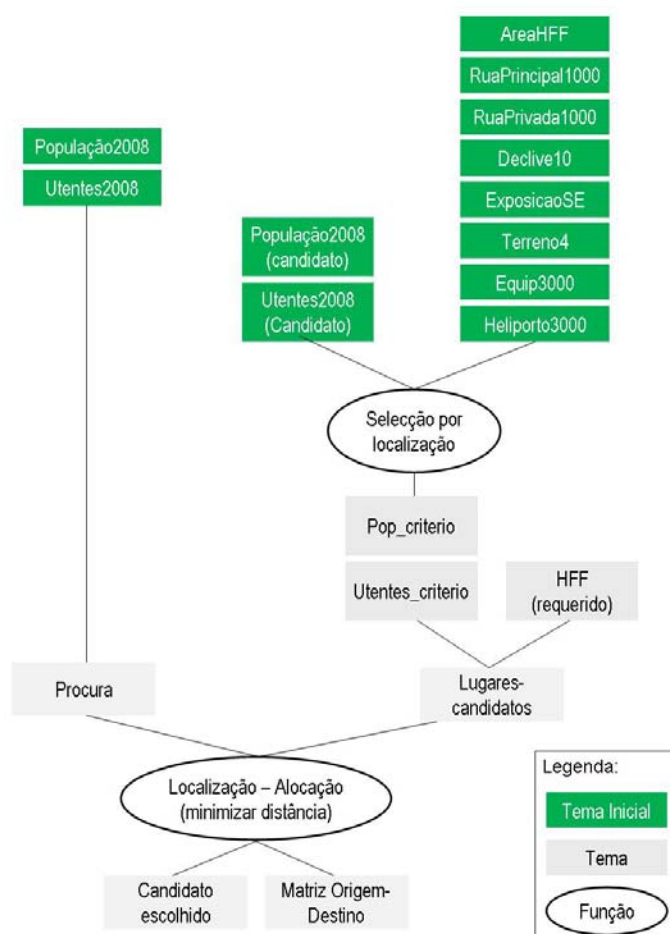 AreaHFF
RuaPrincipal1000
RuaPrivada1000
Declive10
ExposicaoSE
Terreno4
Equip3000
Heliporto3000
População2008
Utentes2008
População2008
(candidato)
Utentes2008
(Candidato)
Selecção por
localização
Pop_criterio
Utentes_criterio
HFF
(requerido)
Procura
Lugares-
candidatos
Localização – Alocação
(minimizar distância)
Candidato
escolhido
Matriz Origem-
Destino
Legenda:
Tema Inicial
Tema
Função